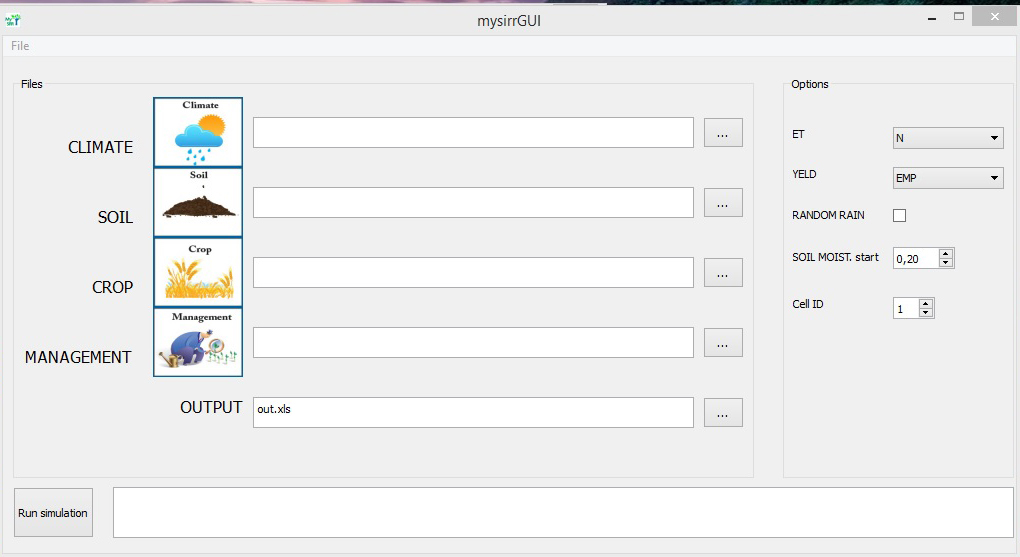 mysirrGUI
File
Files
Options
Climate
CLIMATE
...
ET
N
Soil
SOIL
...
YELD
EMP
RANDOM RAIN
Crop
CROP
...
SOIL MOIST. start
0,20
Management
MANAGEMENT
...
Cell ID
1
OUTPUT
out.xls
...
Run simulation